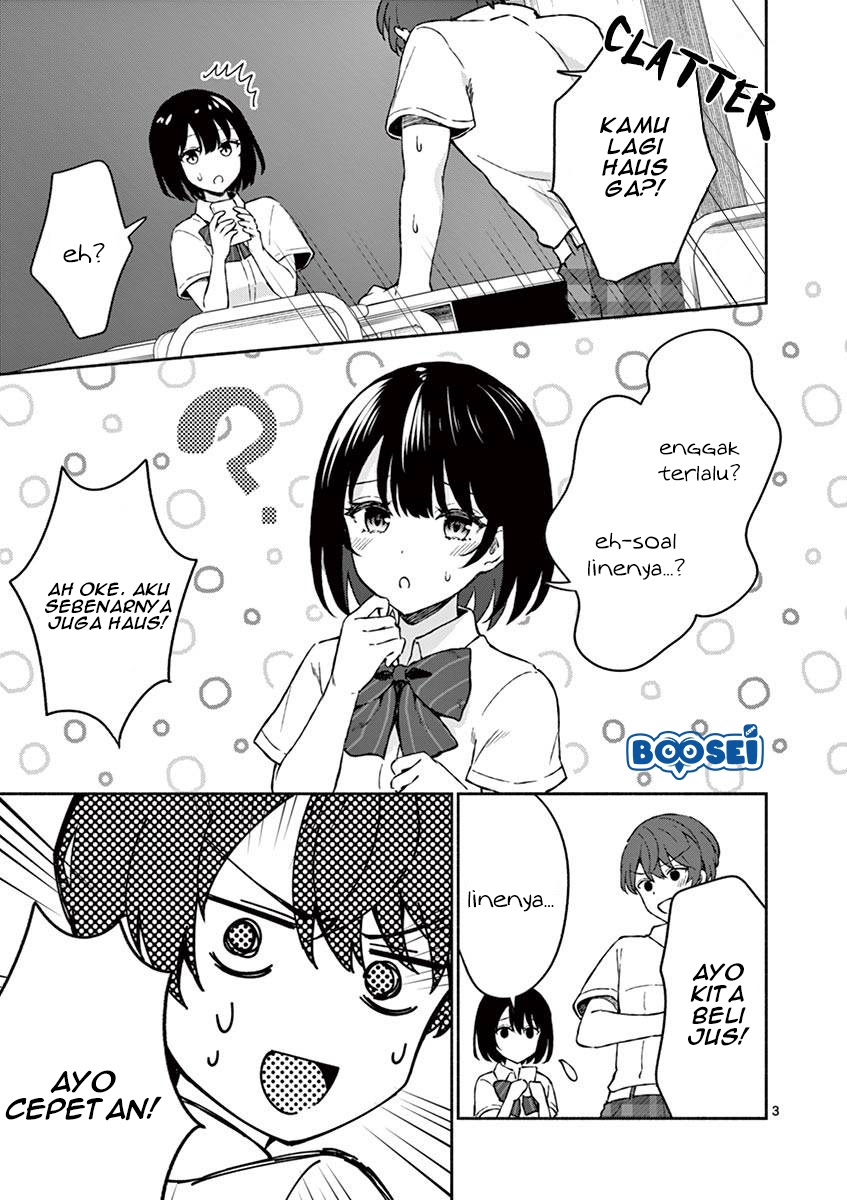 CLATTER
KAMU
LAGI
HAUS
GA?!
eh?
enggak
terlalu?
eh-soal
linenya...?
?
AH OKE, AKU
SEBENARNYA
JUGA HAUS!
BOOSEI
linenya...
AYO
KITA
BELI
JUS!
AYO
CEPETAN!
3